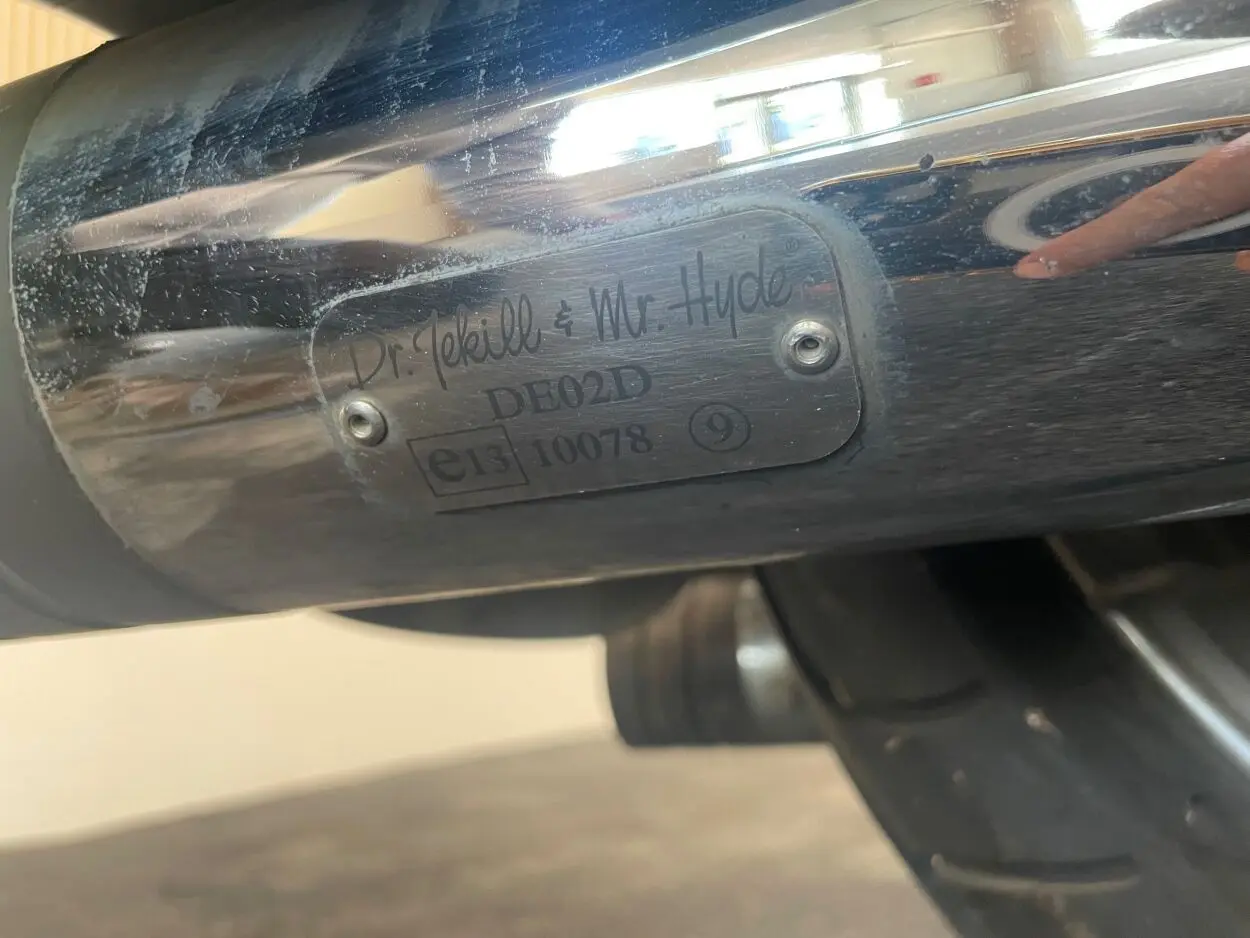 Dr. Jekill & Mr. Hyde®
DE02D
e13 10078 9